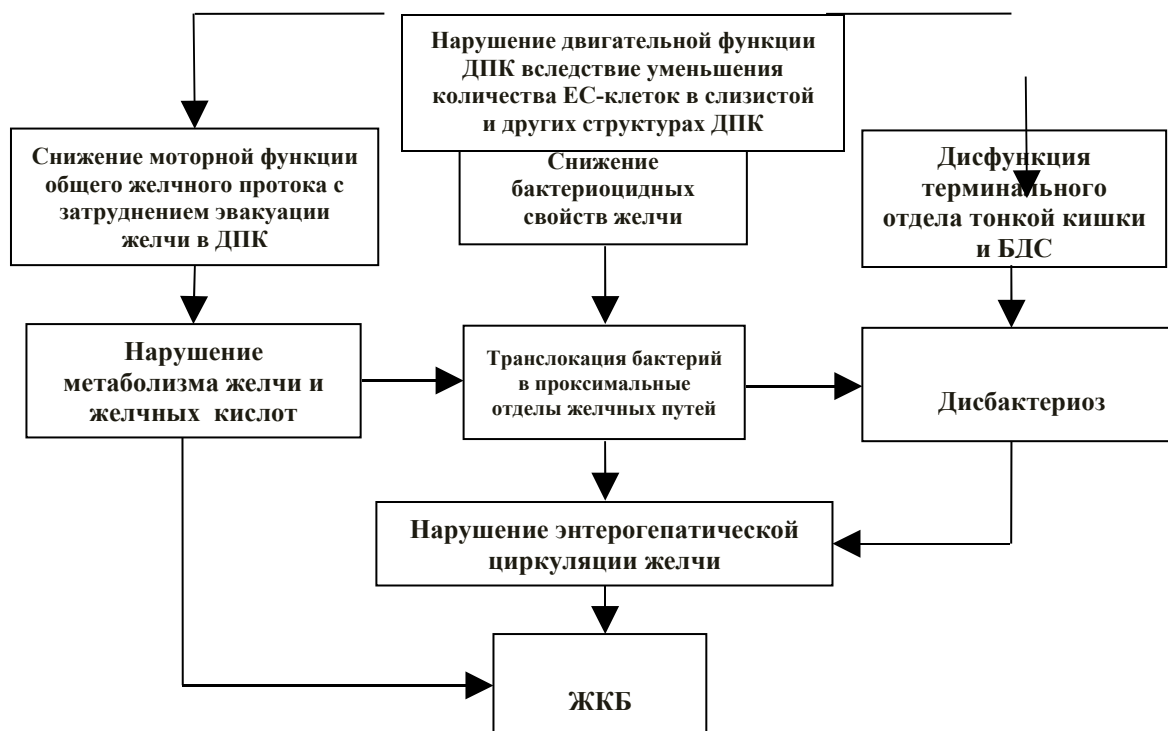 Нарушение двигательной функции
ДПК вследствие уменьшения
количества ЕС-клеток в слизистой
и других структурах ДПК
Снижение моторной функции
общего желчного протока с
затруднением эвакуации
желчи в ДПК
Снижение
бактериоцидных
свойств желчи
Дисфункция
терминального
отдела тонкой кишки
и БДС
Нарушение
метаболизма желчи и
желчных кислот
Транслокация бактерий
в проксимальные
отделы желчных путей
Дисбактериоз
Нарушение энтерогепатической
циркуляции желчи
ЖКБ